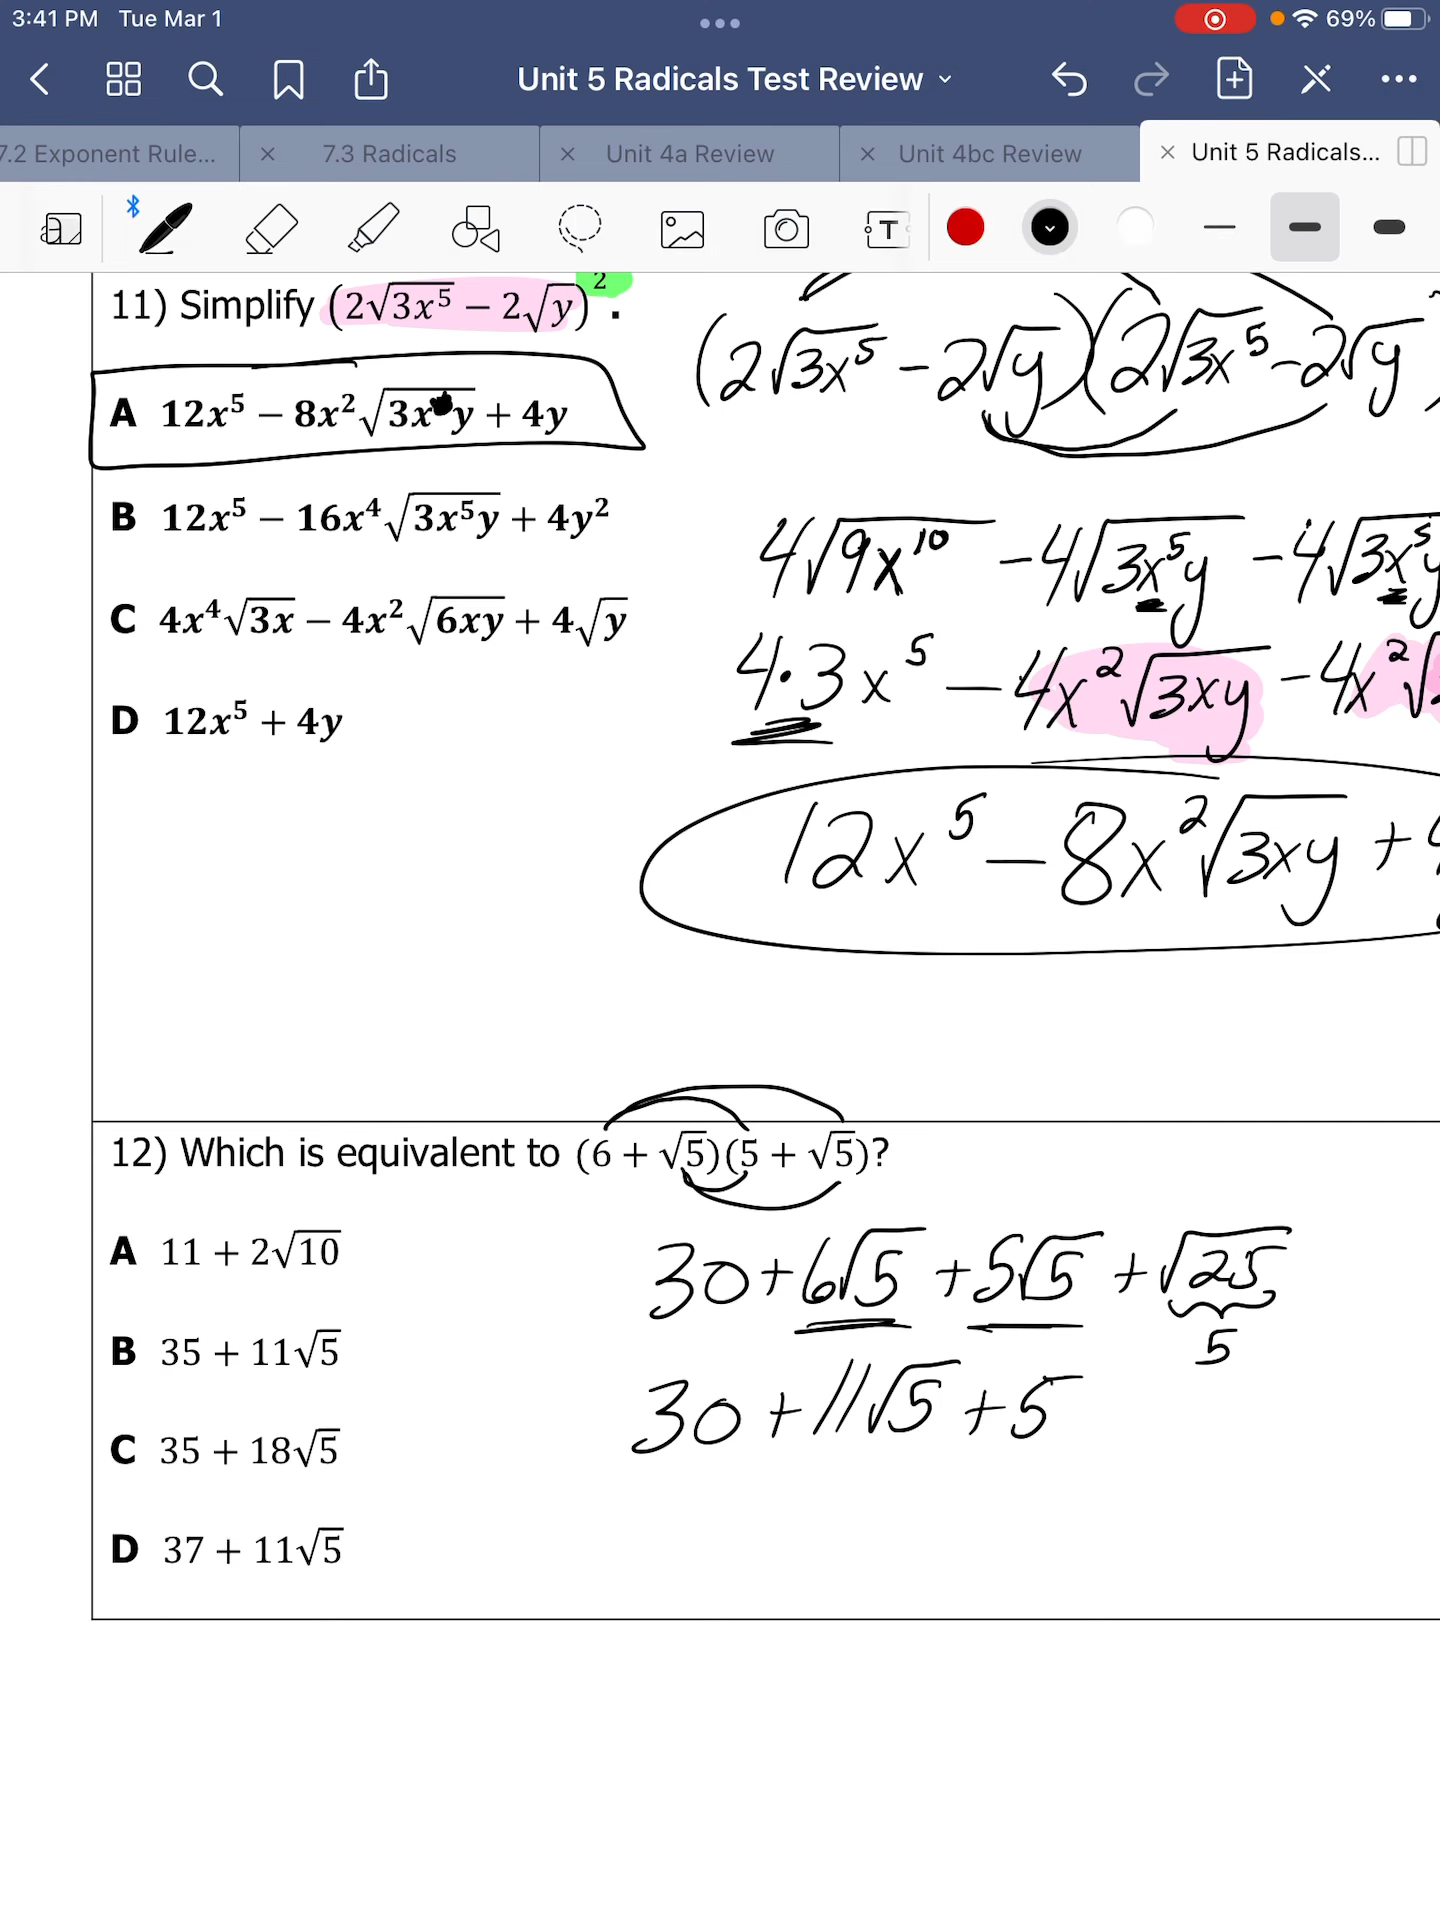 3:41 PM Tue Mar 1 69%
Unit 5 Radicals Test Review
7.2 Exponent Rule... × 7.3 Radicals × Unit 4a Review × Unit 4bc Review × Unit 5 Radicals...
11) Simplify (2√3x⁵ − 2√y)².
(2√3x⁵ − 2√y)(2√3x⁵ − 2√y
A 12x⁵ − 8x²√3x y + 4y
B 12x⁵ − 16x⁴√3x⁵y + 4y²
4√9x¹⁰ − 4√3x⁵y − 4√3x⁵y
C 4x⁴√3x − 4x²√6xy + 4√y
4·3x⁵ − 4x²√3xy − 4x²√
D 12x⁵ + 4y
12x⁵ − 8x²√3xy +
12) Which is equivalent to (6 + √5)(5 + √5)?
A 11 + 2√10
30 + 6√5 + 5√5 + √25
5
B 35 + 11√5
30 + 11√5 + 5
C 35 + 18√5
D 37 + 11√5